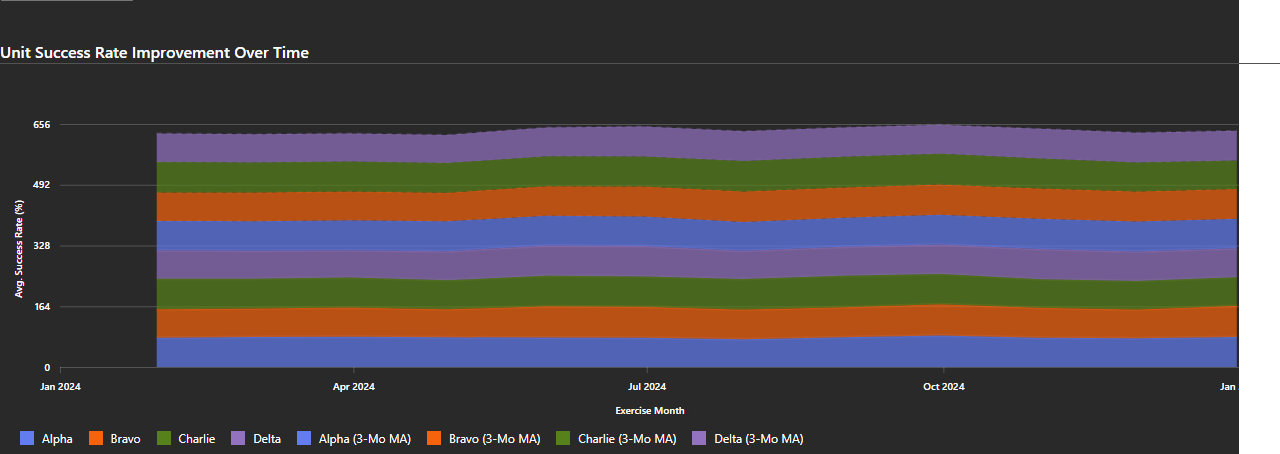 Unit Success Rate Improvement Over Time
656
492
328
164
0
Avg. Success Rate (%)
Jan 2024 Apr 2024 Jul 2024 Oct 2024 Jan
Exercise Month
Alpha Bravo Charlie Delta Alpha (3-Mo MA) Bravo (3-Mo MA) Charlie (3-Mo MA) Delta (3-Mo MA)